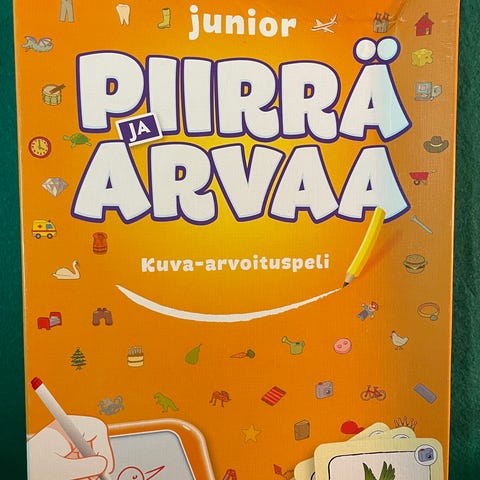 junior
PIIRRÄ
JA
ARVAA
Kuva-arvoituspeli